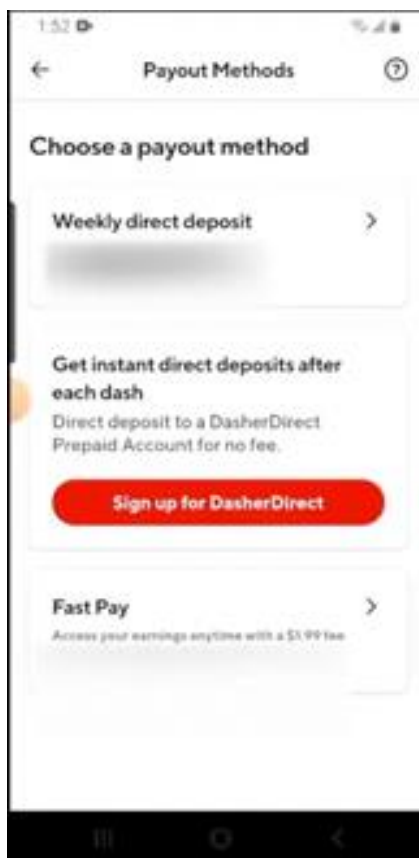 1:52
Payout Methods
Choose a payout method
Weekly direct deposit
Get instant direct deposits after
each dash
Direct deposit to a DasherDirect
Prepaid Account for no fee.
Sign up for DasherDirect
Fast Pay
Access your earnings anytime with a $1.99 fee